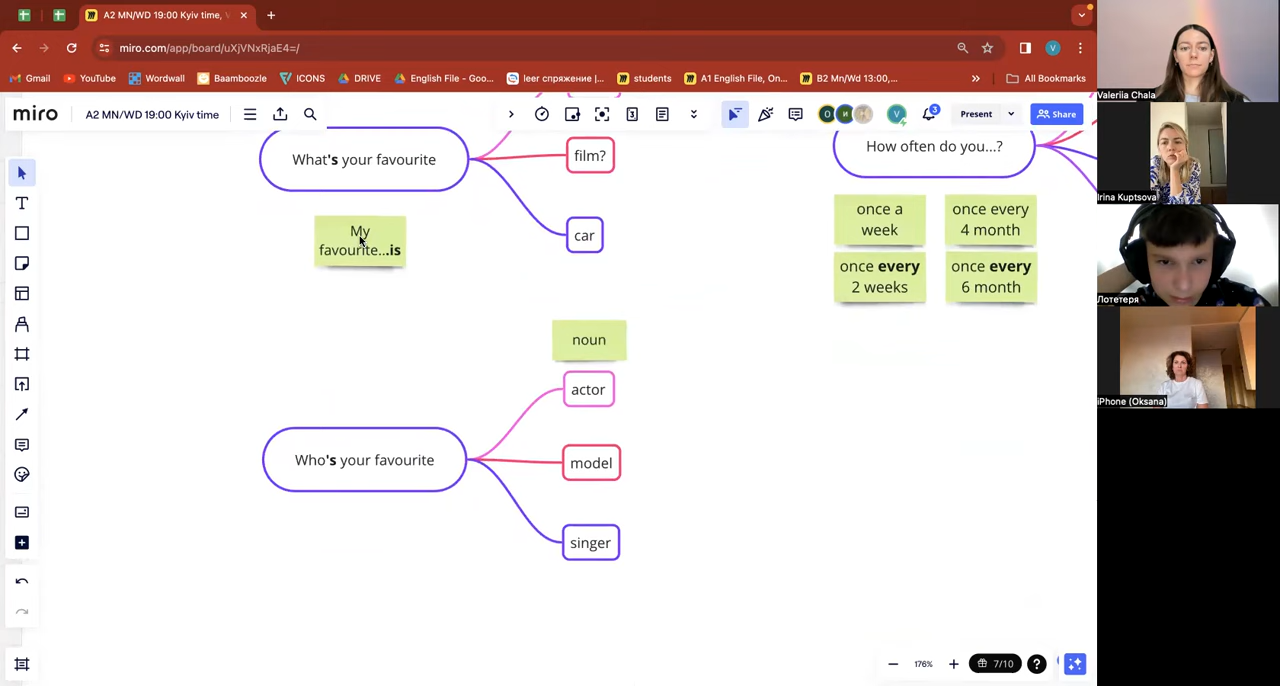 A2 MN/WD 19:00 Kyiv time,
miro.com/app/board/uXjVNxRjaE4=/
Gmail
YouTube
Wordwall
Baamboozle
ICONS
DRIVE
English File - Goo...
leer спряжение |...
students
A1 English File, On...
B2 Mn/Wd 13:00,...
»
All Bookmarks
miro
A2 MN/WD 19:00 Kyiv time
3
Present
Share
What's your favourite
film?
car
My
favourite...is
noun
actor
Who's your favourite
model
singer
How often do you...?
once a
week
once every
4 month
once every
2 weeks
once every
6 month
176%
7/10
Valeriia Chala
Irina Kuptsova
Лотетеря
iPhone (Oksana)